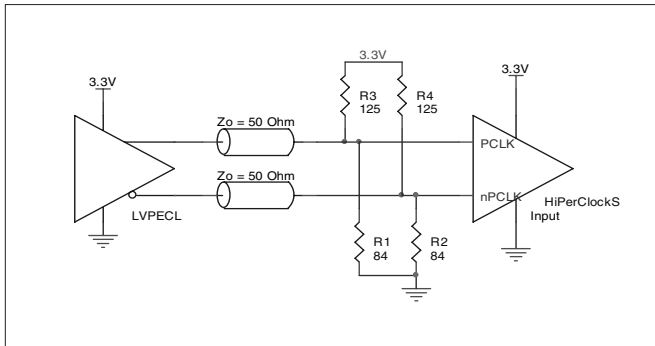 3.3V
3.3V
3.3V
R3
125
R4
125
Zo = 50 Ohm
PCLK
Zo = 50 Ohm
nPCLK
HiPerClockS
Input
LVPECL
R1
84
R2
84